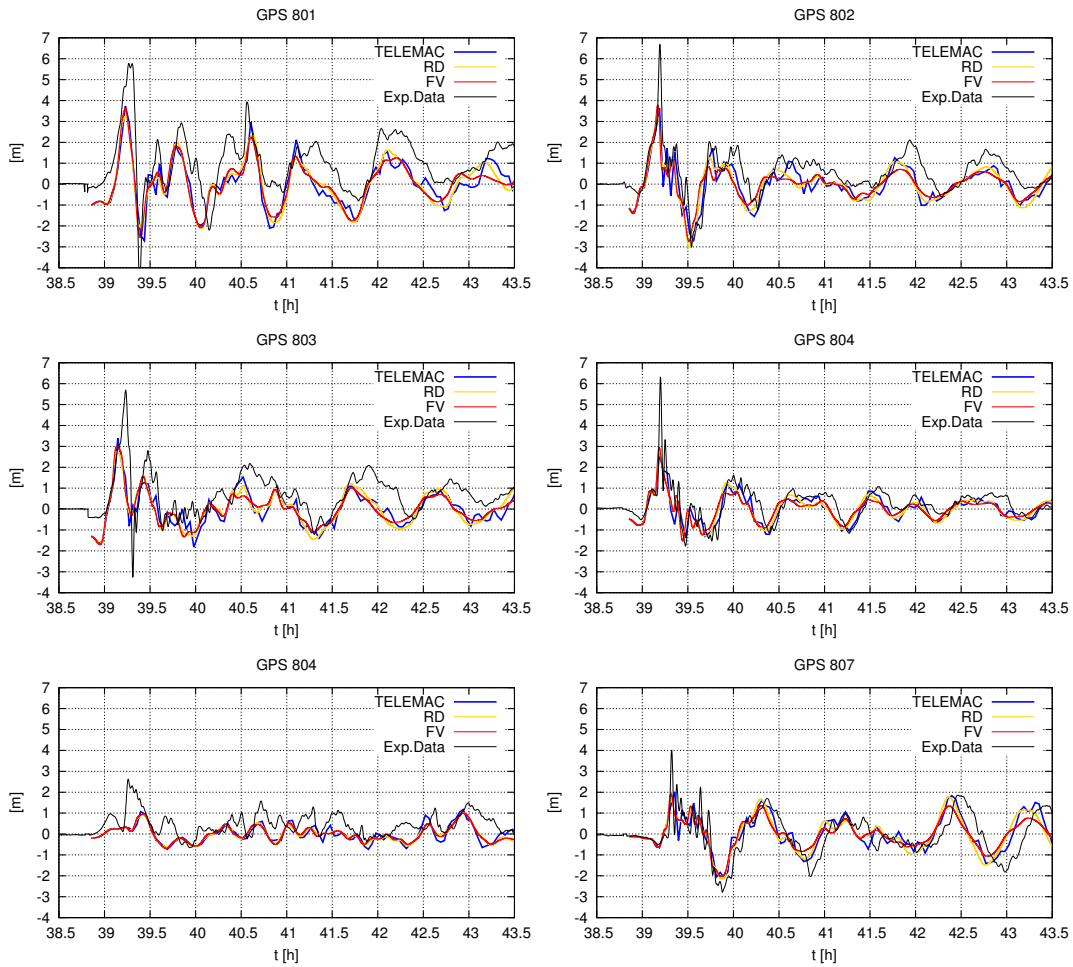 GPS 801
7
6
5
4
3
2
1
0
-1
-2
-3
-4
[m]
TELEMAC
RD
FV
Exp.Data
38.5 39 39.5 40 40.5 41 41.5 42 42.5 43 43.5
t [h]
GPS 802
7
6
5
4
3
2
1
0
-1
-2
-3
-4
[m]
TELEMAC
RD
FV
Exp.Data
38.5 39 39.5 40 40.5 41 41.5 42 42.5 43 43.5
t [h]
GPS 803
7
6
5
4
3
2
1
0
-1
-2
-3
-4
[m]
TELEMAC
RD
FV
Exp.Data
38.5 39 39.5 40 40.5 41 41.5 42 42.5 43 43.5
t [h]
GPS 804
7
6
5
4
3
2
1
0
-1
-2
-3
-4
[m]
TELEMAC
RD
FV
Exp.Data
38.5 39 39.5 40 40.5 41 41.5 42 42.5 43 43.5
t [h]
GPS 804
7
6
5
4
3
2
1
0
-1
-2
-3
-4
[m]
TELEMAC
RD
FV
Exp.Data
38.5 39 39.5 40 40.5 41 41.5 42 42.5 43 43.5
t [h]
GPS 807
7
6
5
4
3
2
1
0
-1
-2
-3
-4
[m]
TELEMAC
RD
FV
Exp.Data
38.5 39 39.5 40 40.5 41 41.5 42 42.5 43 43.5
t [h]